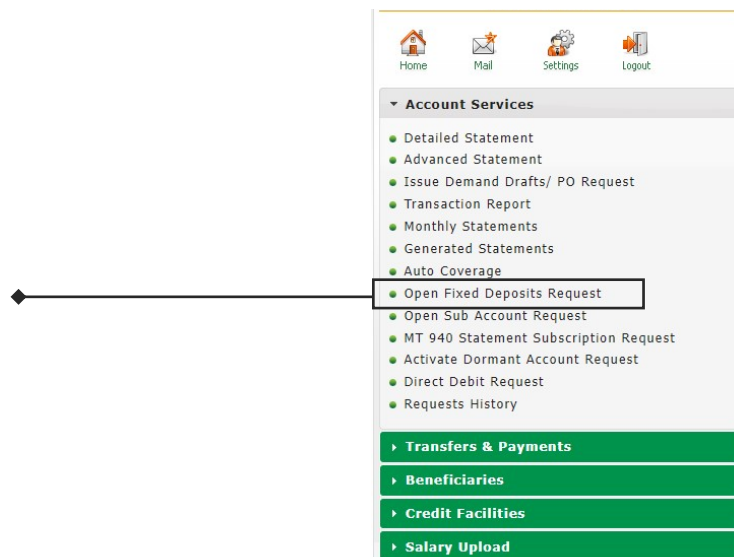 Home Mail Settings Logout
Account Services
Detailed Statement
Advanced Statement
Issue Demand Drafts/ PO Request
Transaction Report
Monthly Statements
Generated Statements
Auto Coverage
Open Fixed Deposits Request
Open Sub Account Request
MT 940 Statement Subscription Request
Activate Dormant Account Request
Direct Debit Request
Requests History
Transfers & Payments
Beneficiaries
Credit Facilities
Salary Upload